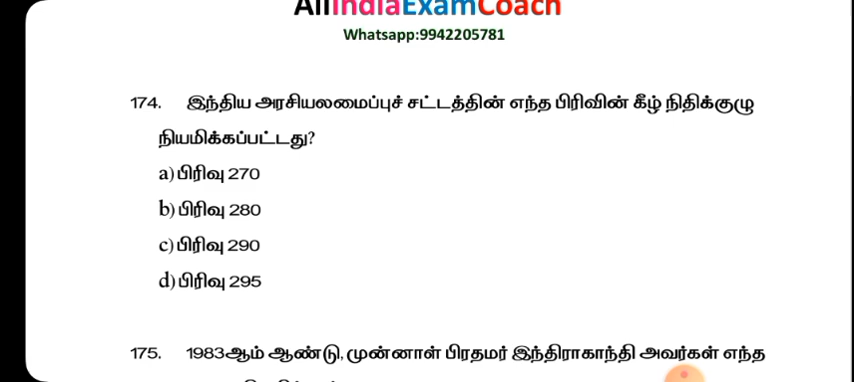 AllIndiaExamCoach
Whatsapp:9942205781
174. இந்திய அரசியலமைப்புச் சட்டத்தின் எந்த பிரிவின் கீழ் நிதிக்குழு
நியமிக்கப்பட்டது?
a) பிரிவு 270
b) பிரிவு 280
c) பிரிவு 290
d) பிரிவு 295
175. 1983ஆம் ஆண்டு, முன்னாள் பிரதமர் இந்திராகாந்தி அவர்கள் எந்த